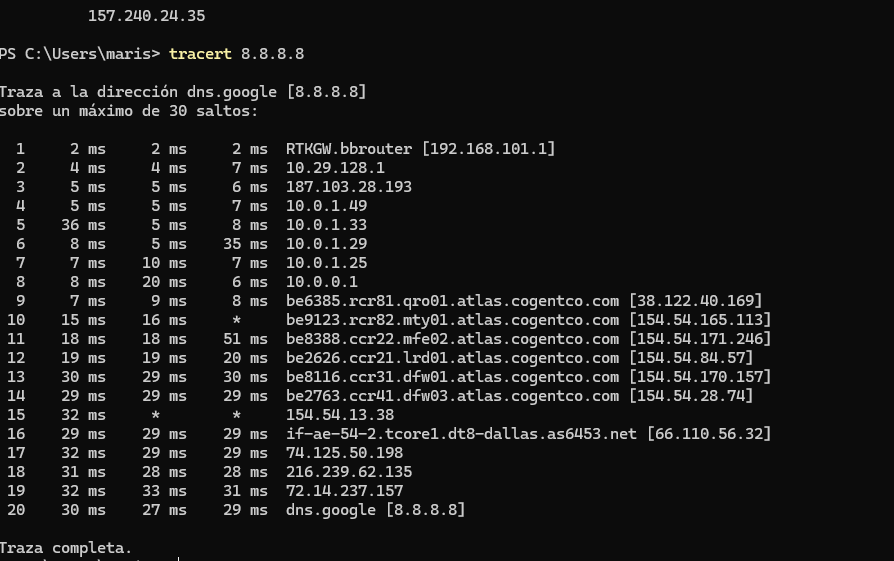 157.240.24.35
PS C:\Users\maris> tracert 8.8.8.8
Traza a la dirección dns.google [8.8.8.8]
sobre un máximo de 30 saltos:
1 2 ms 2 ms 2 ms RTKGW.bbrouter [192.168.101.1]
2 4 ms 4 ms 7 ms 10.29.128.1
3 5 ms 5 ms 6 ms 187.103.28.193
4 5 ms 5 ms 7 ms 10.0.1.49
5 36 ms 5 ms 8 ms 10.0.1.33
6 8 ms 5 ms 35 ms 10.0.1.29
7 7 ms 10 ms 7 ms 10.0.1.25
8 8 ms 20 ms 6 ms 10.0.0.1
9 7 ms 9 ms 8 ms be6385.rcr81.qro01.atlas.cogentco.com [38.122.40.169]
10 15 ms 16 ms * be9123.rcr82.mty01.atlas.cogentco.com [154.54.165.113]
11 18 ms 18 ms 51 ms be8388.ccr22.mfe02.atlas.cogentco.com [154.54.171.246]
12 19 ms 19 ms 20 ms be2626.ccr21.lrd01.atlas.cogentco.com [154.54.84.57]
13 30 ms 29 ms 30 ms be8116.ccr31.dfw01.atlas.cogentco.com [154.54.170.157]
14 29 ms 29 ms 29 ms be2763.ccr41.dfw03.atlas.cogentco.com [154.54.28.74]
15 32 ms * * 154.54.13.38
16 29 ms 29 ms 29 ms if-ae-54-2.tcore1.dt8-dallas.as6453.net [66.110.56.32]
17 32 ms 29 ms 29 ms 74.125.50.198
18 31 ms 28 ms 28 ms 216.239.62.135
19 32 ms 33 ms 31 ms 72.14.237.157
20 30 ms 27 ms 29 ms dns.google [8.8.8.8]
Traza completa.